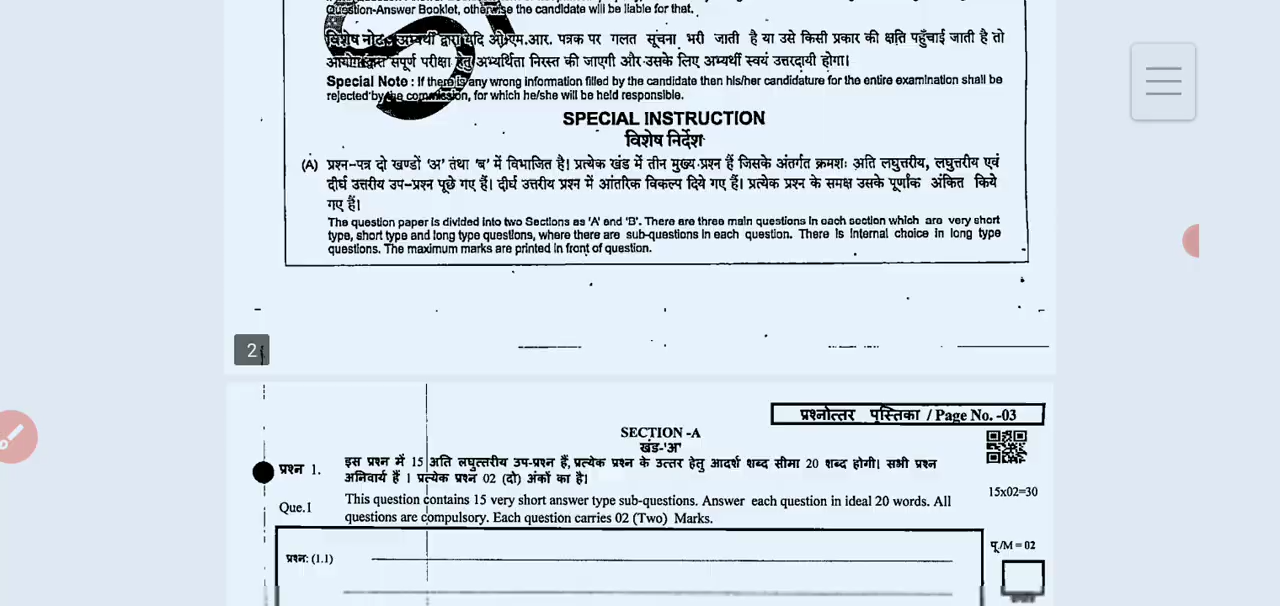 Question-Answer Booklet, otherwise the candidate will be liable for that.
विशेष नोट : अभ्यर्थी द्वारा यदि ओ.एम.आर. पत्रक पर गलत सूचना भरी जाती है या उसे किसी प्रकार की क्षति पहुँचाई जाती है तो
आयोग द्वारा संपूर्ण परीक्षा हेतु अभ्यर्थिता निरस्त की जाएगी और उसके लिए अभ्यर्थी स्वयं उत्तरदायी होगा।
Special Note : If there is any wrong information filled by the candidate then his/her candidature for the entire examination shall be
rejected by the commission, for which he/she will be held responsible.
SPECIAL INSTRUCTION
विशेष निर्देश
(A) प्रश्न-पत्र दो खण्डों 'अ' तथा 'ब' में विभाजित है। प्रत्येक खंड में तीन मुख्य प्रश्न हैं जिसके अंतर्गत क्रमशः अति लघुत्तरीय, लघुत्तरीय एवं
दीर्घ उत्तरीय उप-प्रश्न पूछे गए हैं। दीर्घ उत्तरीय प्रश्न में आंतरिक विकल्प दिये गए हैं। प्रत्येक प्रश्न के समक्ष उसके पूर्णांक अंकित किये
गए हैं।
The question paper is divided into two Sections as 'A' and 'B'. There are three main questions in each section which are very short
type, short type and long type questions, where there are sub-questions in each question. There is internal choice in long type
questions. The maximum marks are printed in front of question.
2
प्रश्नोत्तर पुस्तिका / Page No. -03
SECTION -A
खंड-'अ'
प्रश्न 1. इस प्रश्न में 15 अति लघुत्तरीय उप-प्रश्न हैं, प्रत्येक प्रश्न के उत्तर हेतु आदर्श शब्द सीमा 20 शब्द होगी। सभी प्रश्न
अनिवार्य हैं । प्रत्येक प्रश्न 02 (दो) अंकों का है।
15x02=30
Que.1 This question contains 15 very short answer type sub-questions. Answer each question in ideal 20 words. All
questions are compulsory. Each question carries 02 (Two) Marks.
पू./M = 02
प्रश्न: (1.1)